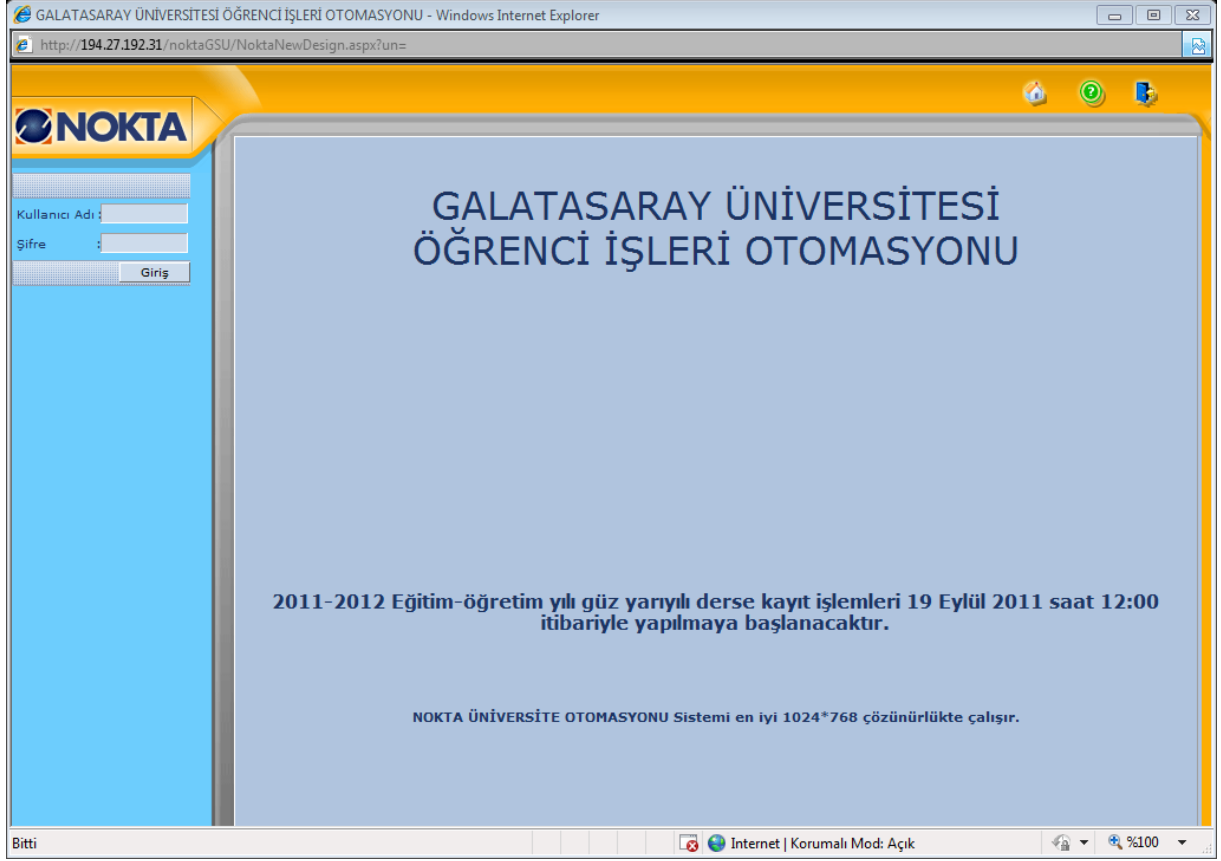 GALATASARAY ÜNİVERSİTESİ ÖĞRENCİ İŞLERİ OTOMASYONU - Windows Internet Explorer
http://194.27.192.31/noktaGSU/NoktaNewDesign.aspx?un=
NOKTA
Kullanıcı Adı :
Şifre :
Giriş
GALATASARAY ÜNİVERSİTESİ
ÖĞRENCİ İŞLERİ OTOMASYONU
2011-2012 Eğitim-öğretim yılı güz yarıyılı derse kayıt işlemleri 19 Eylül 2011 saat 12:00
itibariyle yapılmaya başlanacaktır.
NOKTA ÜNİVERSİTE OTOMASYONU Sistemi en iyi 1024*768 çözünürlükte çalışır.
Bitti
Internet | Korumalı Mod: Açık
%100